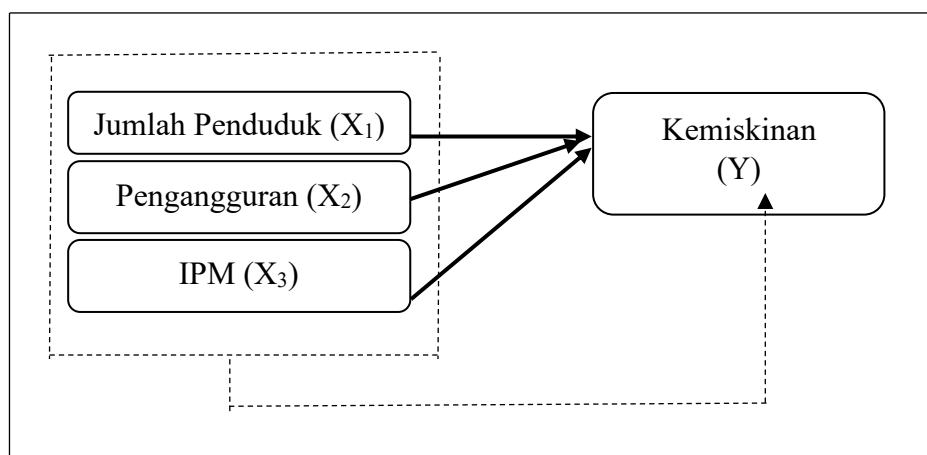 Jumlah Penduduk (X₁)
Pengangguran (X₂)
IPM (X₃)
Kemiskinan
(Y)